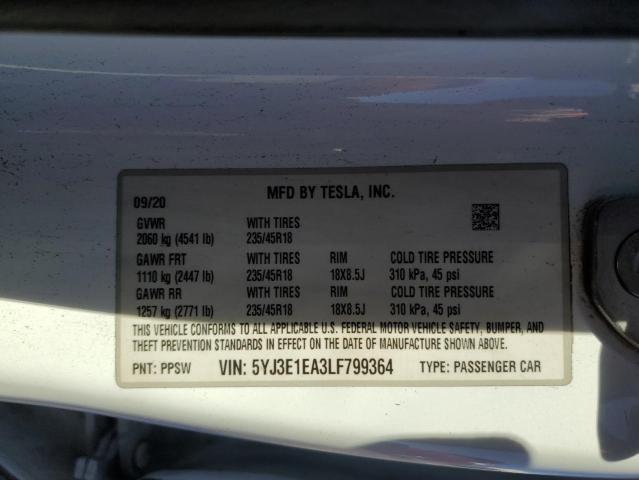 MFD BY TESLA, INC.
09/20
GVWR WITH TIRES
2060 kg (4541 lb) 235/45R18
GAWR FRT WITH TIRES RIM COLD TIRE PRESSURE
1110 kg (2447 lb) 235/45R18 18X8.5J 310 kPa, 45 psi
GAWR RR WITH TIRES RIM COLD TIRE PRESSURE
1257 kg (2771 lb) 235/45R18 18X8.5J 310 kPa, 45 psi
THIS VEHICLE CONFORMS TO ALL APPLICABLE U.S. FEDERAL MOTOR VEHICLE SAFETY, BUMPER, AND
THEFT PREVENTION STANDARDS IN EFFECT ON THE DATE OF MANUFACTURE SHOWN ABOVE.
PNT: PPSW VIN: 5YJ3E1EA3LF799364 TYPE: PASSENGER CAR